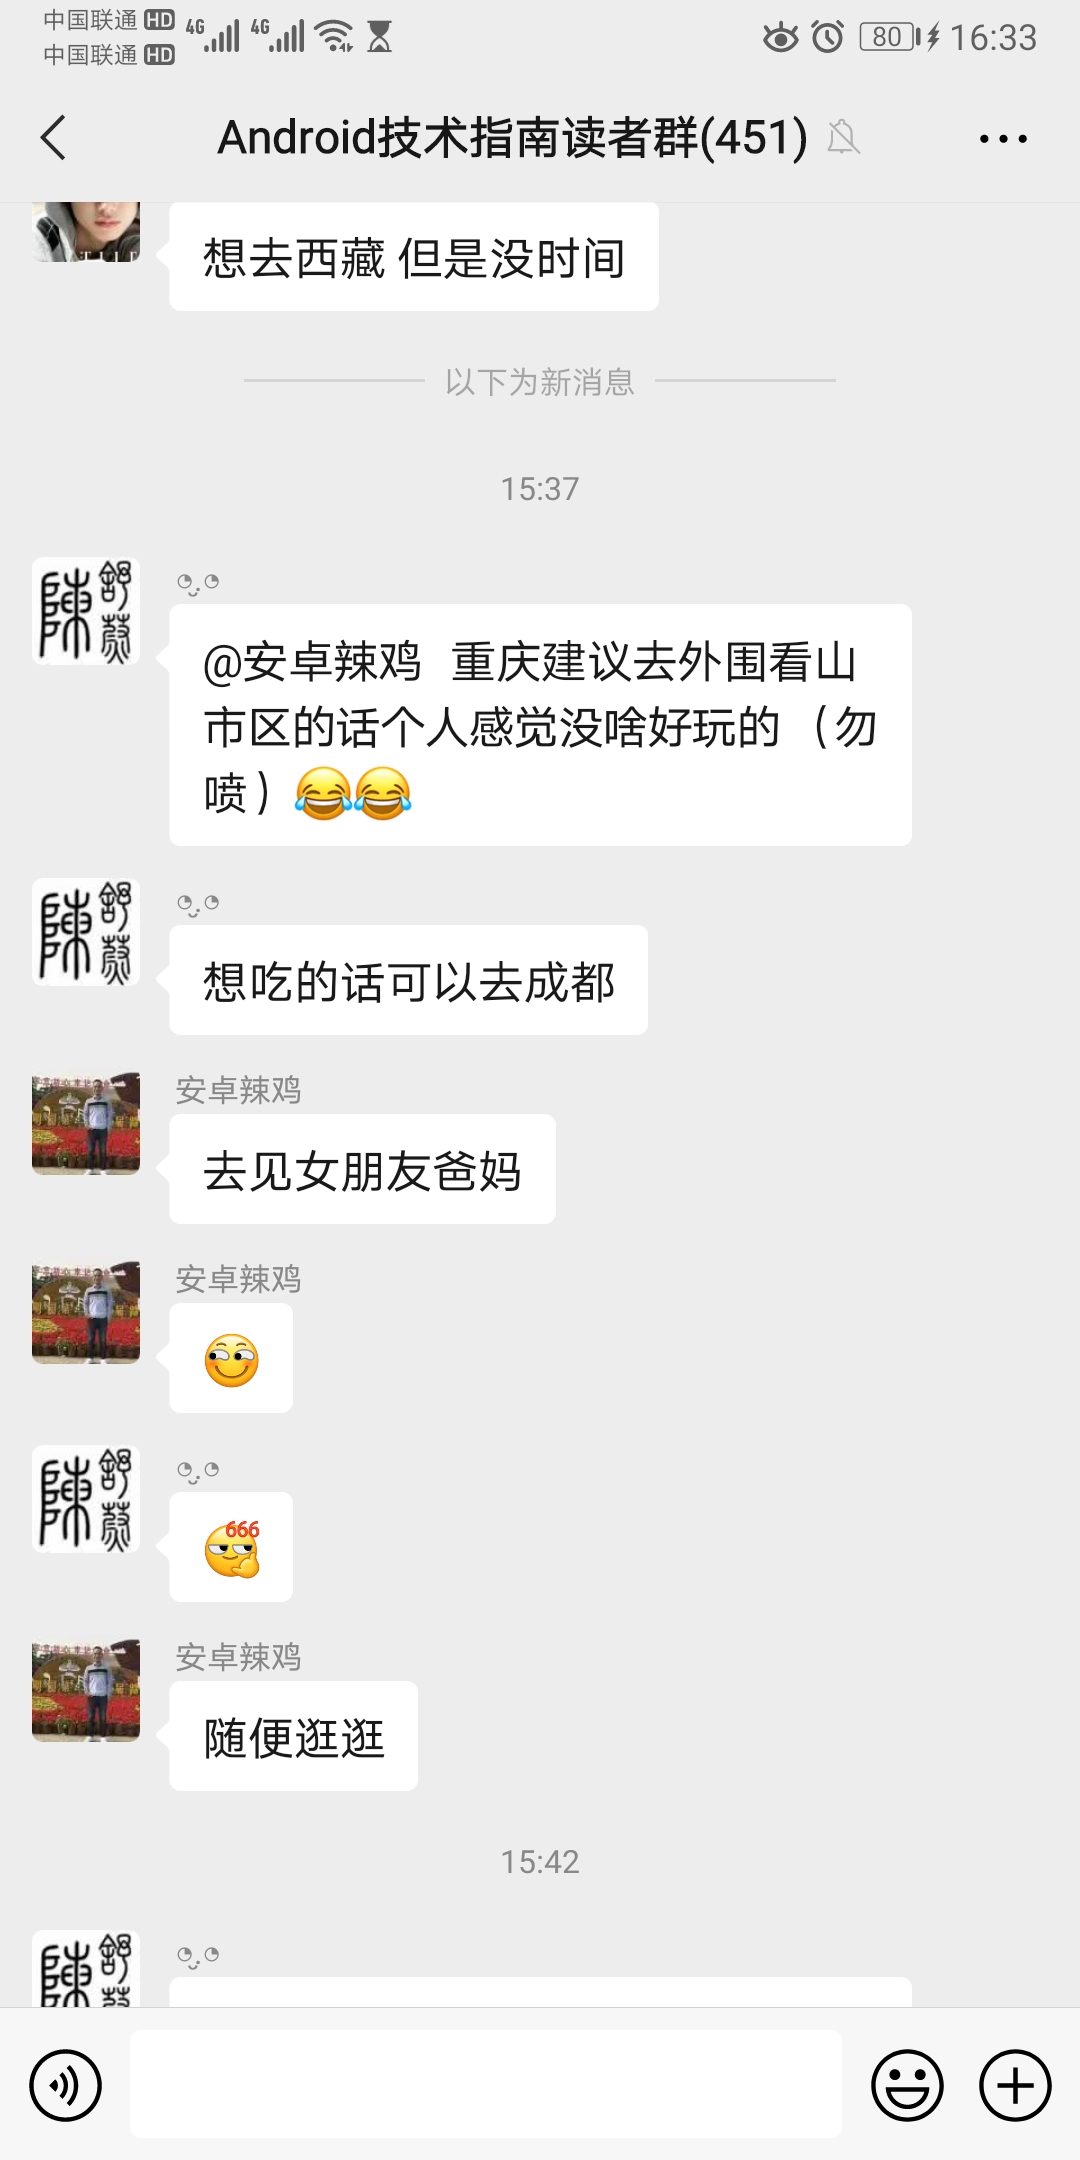 中国联通 HD 4G 4G 80 16:33
中国联通 HD
Android技术指南读者群(451)
想去西藏 但是没时间
以下为新消息
15:37
@安卓辣鸡 重庆建议去外围看山
市区的话个人感觉没啥好玩的（勿
喷）😂😂
想吃的话可以去成都
安卓辣鸡
去见女朋友爸妈
安卓辣鸡
666
安卓辣鸡
随便逛逛
15:42